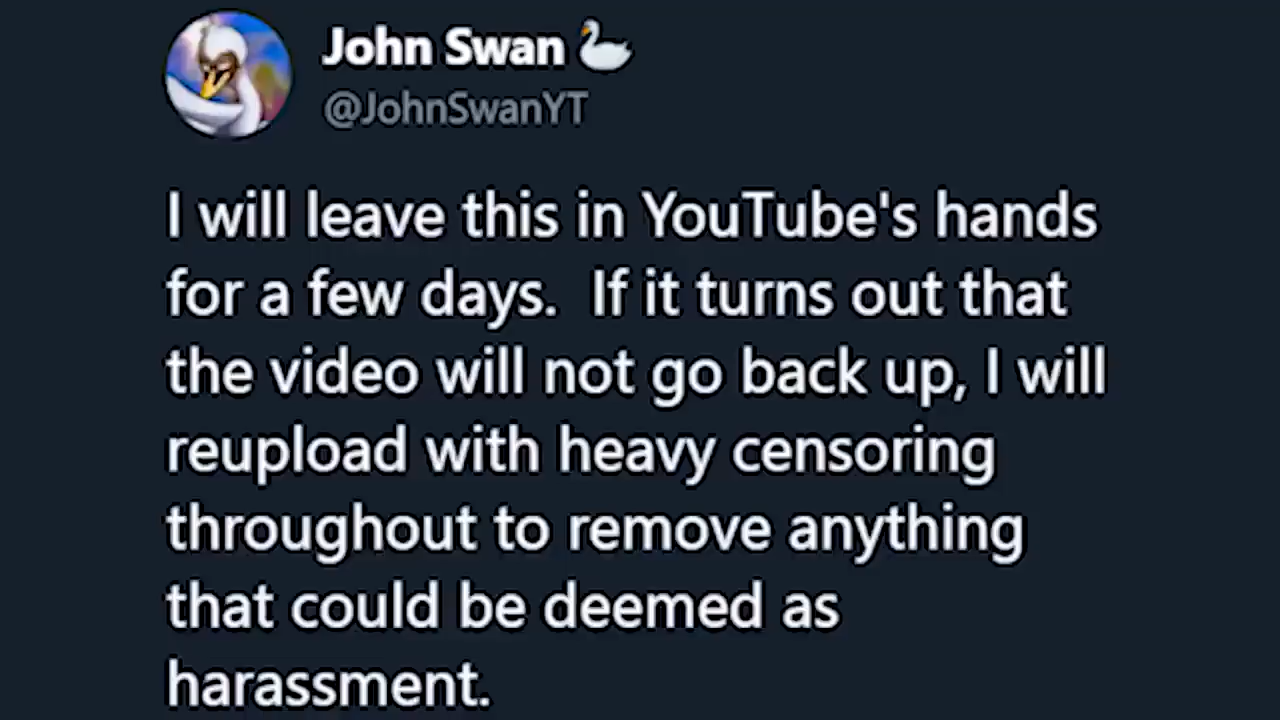 John Swan 🦢
@JohnSwanYT
I will leave this in YouTube's hands
for a few days.  If it turns out that
the video will not go back up, I will
reupload with heavy censoring
throughout to remove anything
that could be deemed as
harassment.